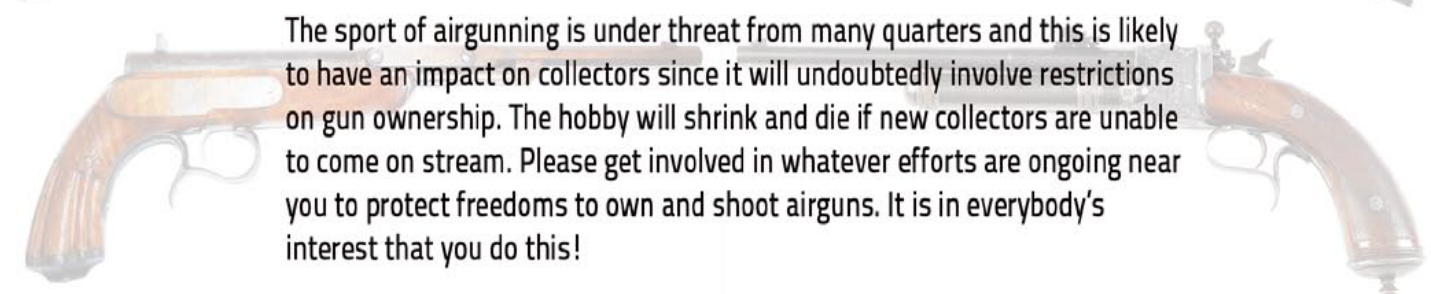 The sport of airgunning is under threat from many quarters and this is likely
to have an impact on collectors since it will undoubtedly involve restrictions
on gun ownership. The hobby will shrink and die if new collectors are unable
to come on stream. Please get involved in whatever efforts are ongoing near
you to protect freedoms to own and shoot airguns. It is in everybody's
interest that you do this!